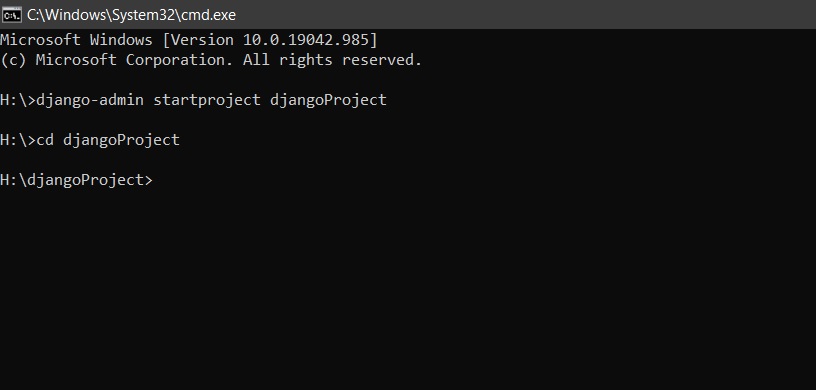 C:\Windows\System32\cmd.exe
Microsoft Windows [Version 10.0.19042.985]
(c) Microsoft Corporation. All rights reserved.
H:\>django-admin startproject djangoProject
H:\>cd djangoProject
H:\djangoProject>